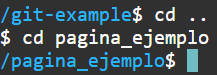 /git-example$ cd ..
$ cd pagina_ejemplo
/pagina_ejemplo$